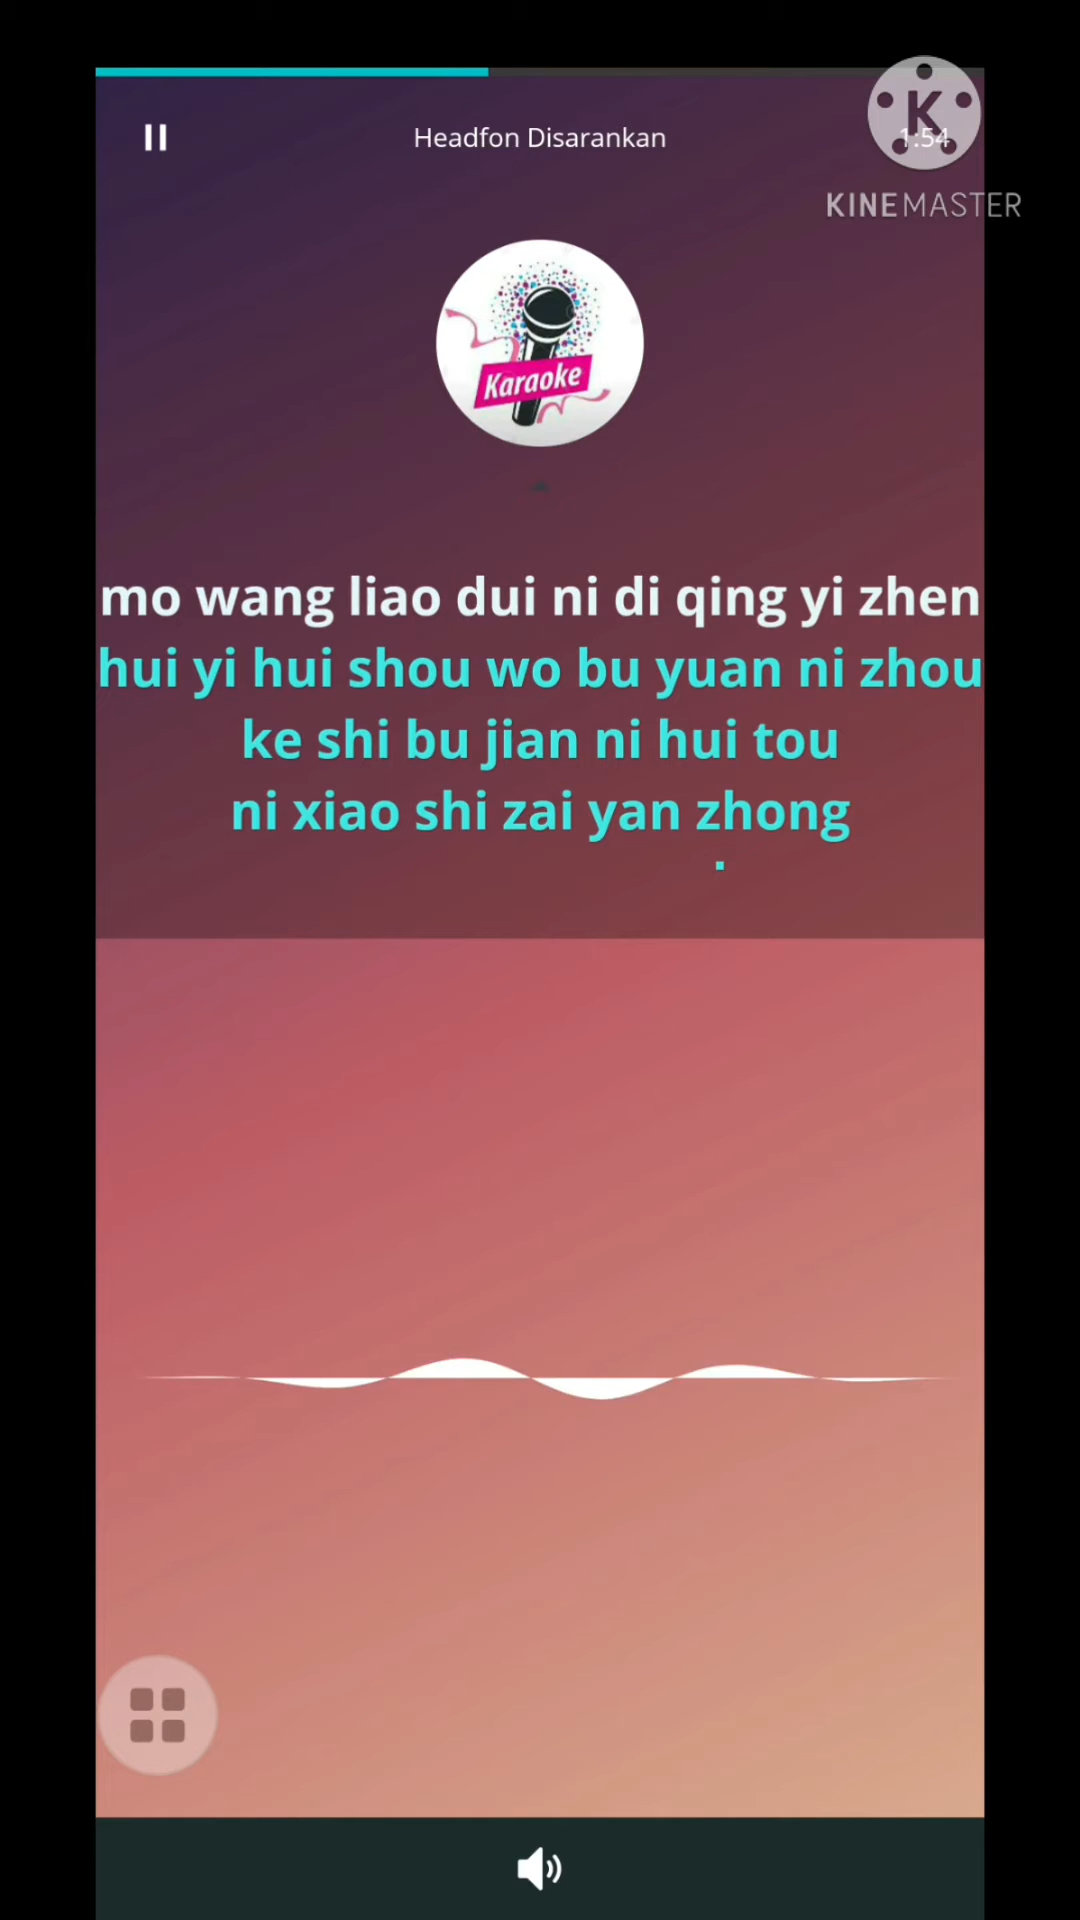 Headfon Disarankan
1:54
K
KINEMASTER
Karaoke
mo wang liao dui ni di qing yi zhen
hui yi hui shou wo bu yuan ni zhou
ke shi bu jian ni hui tou
ni xiao shi zai yan zhong
.